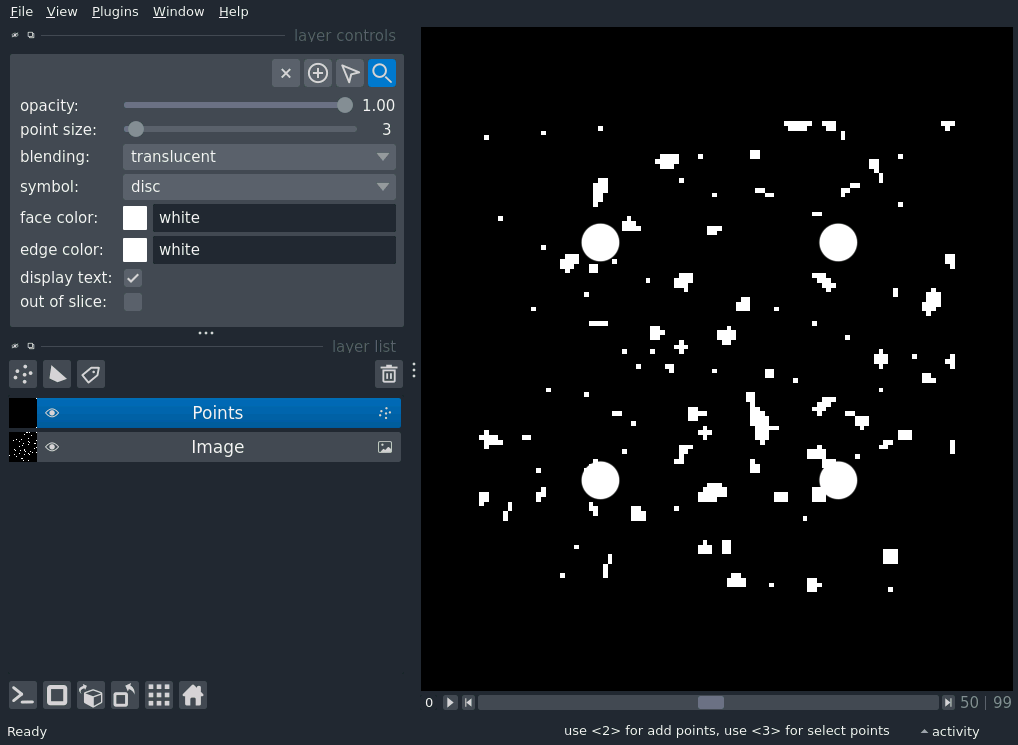 File View Plugins Window Help
layer controls
opacity: 1.00
point size: 3
blending: translucent
symbol: disc
face color: white
edge color: white
display text:
out of slice:
layer list
Points
Image
0 50 | 99
Ready use <2> for add points, use <3> for select points activity